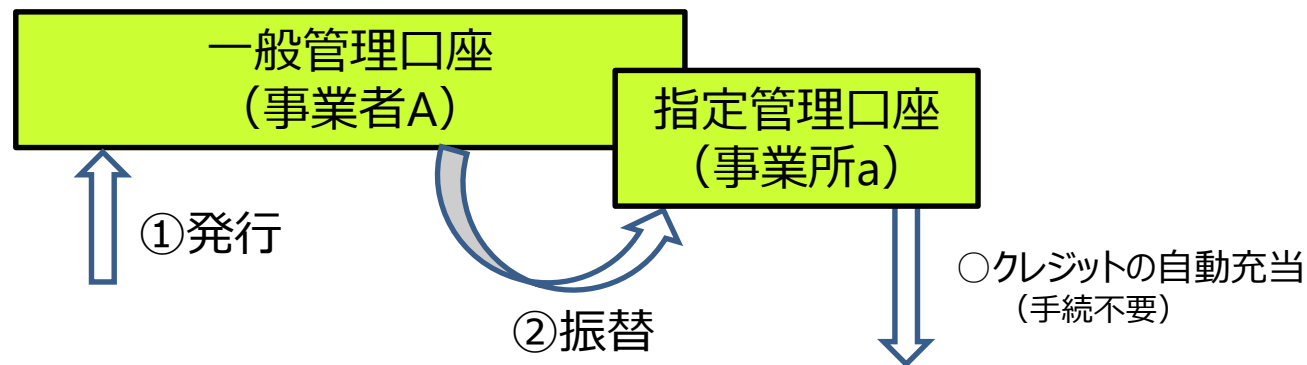 一般管理口座
（事業者A）
指定管理口座
（事業所a）
①発行
②振替
○クレジットの自動充当
（手続不要）